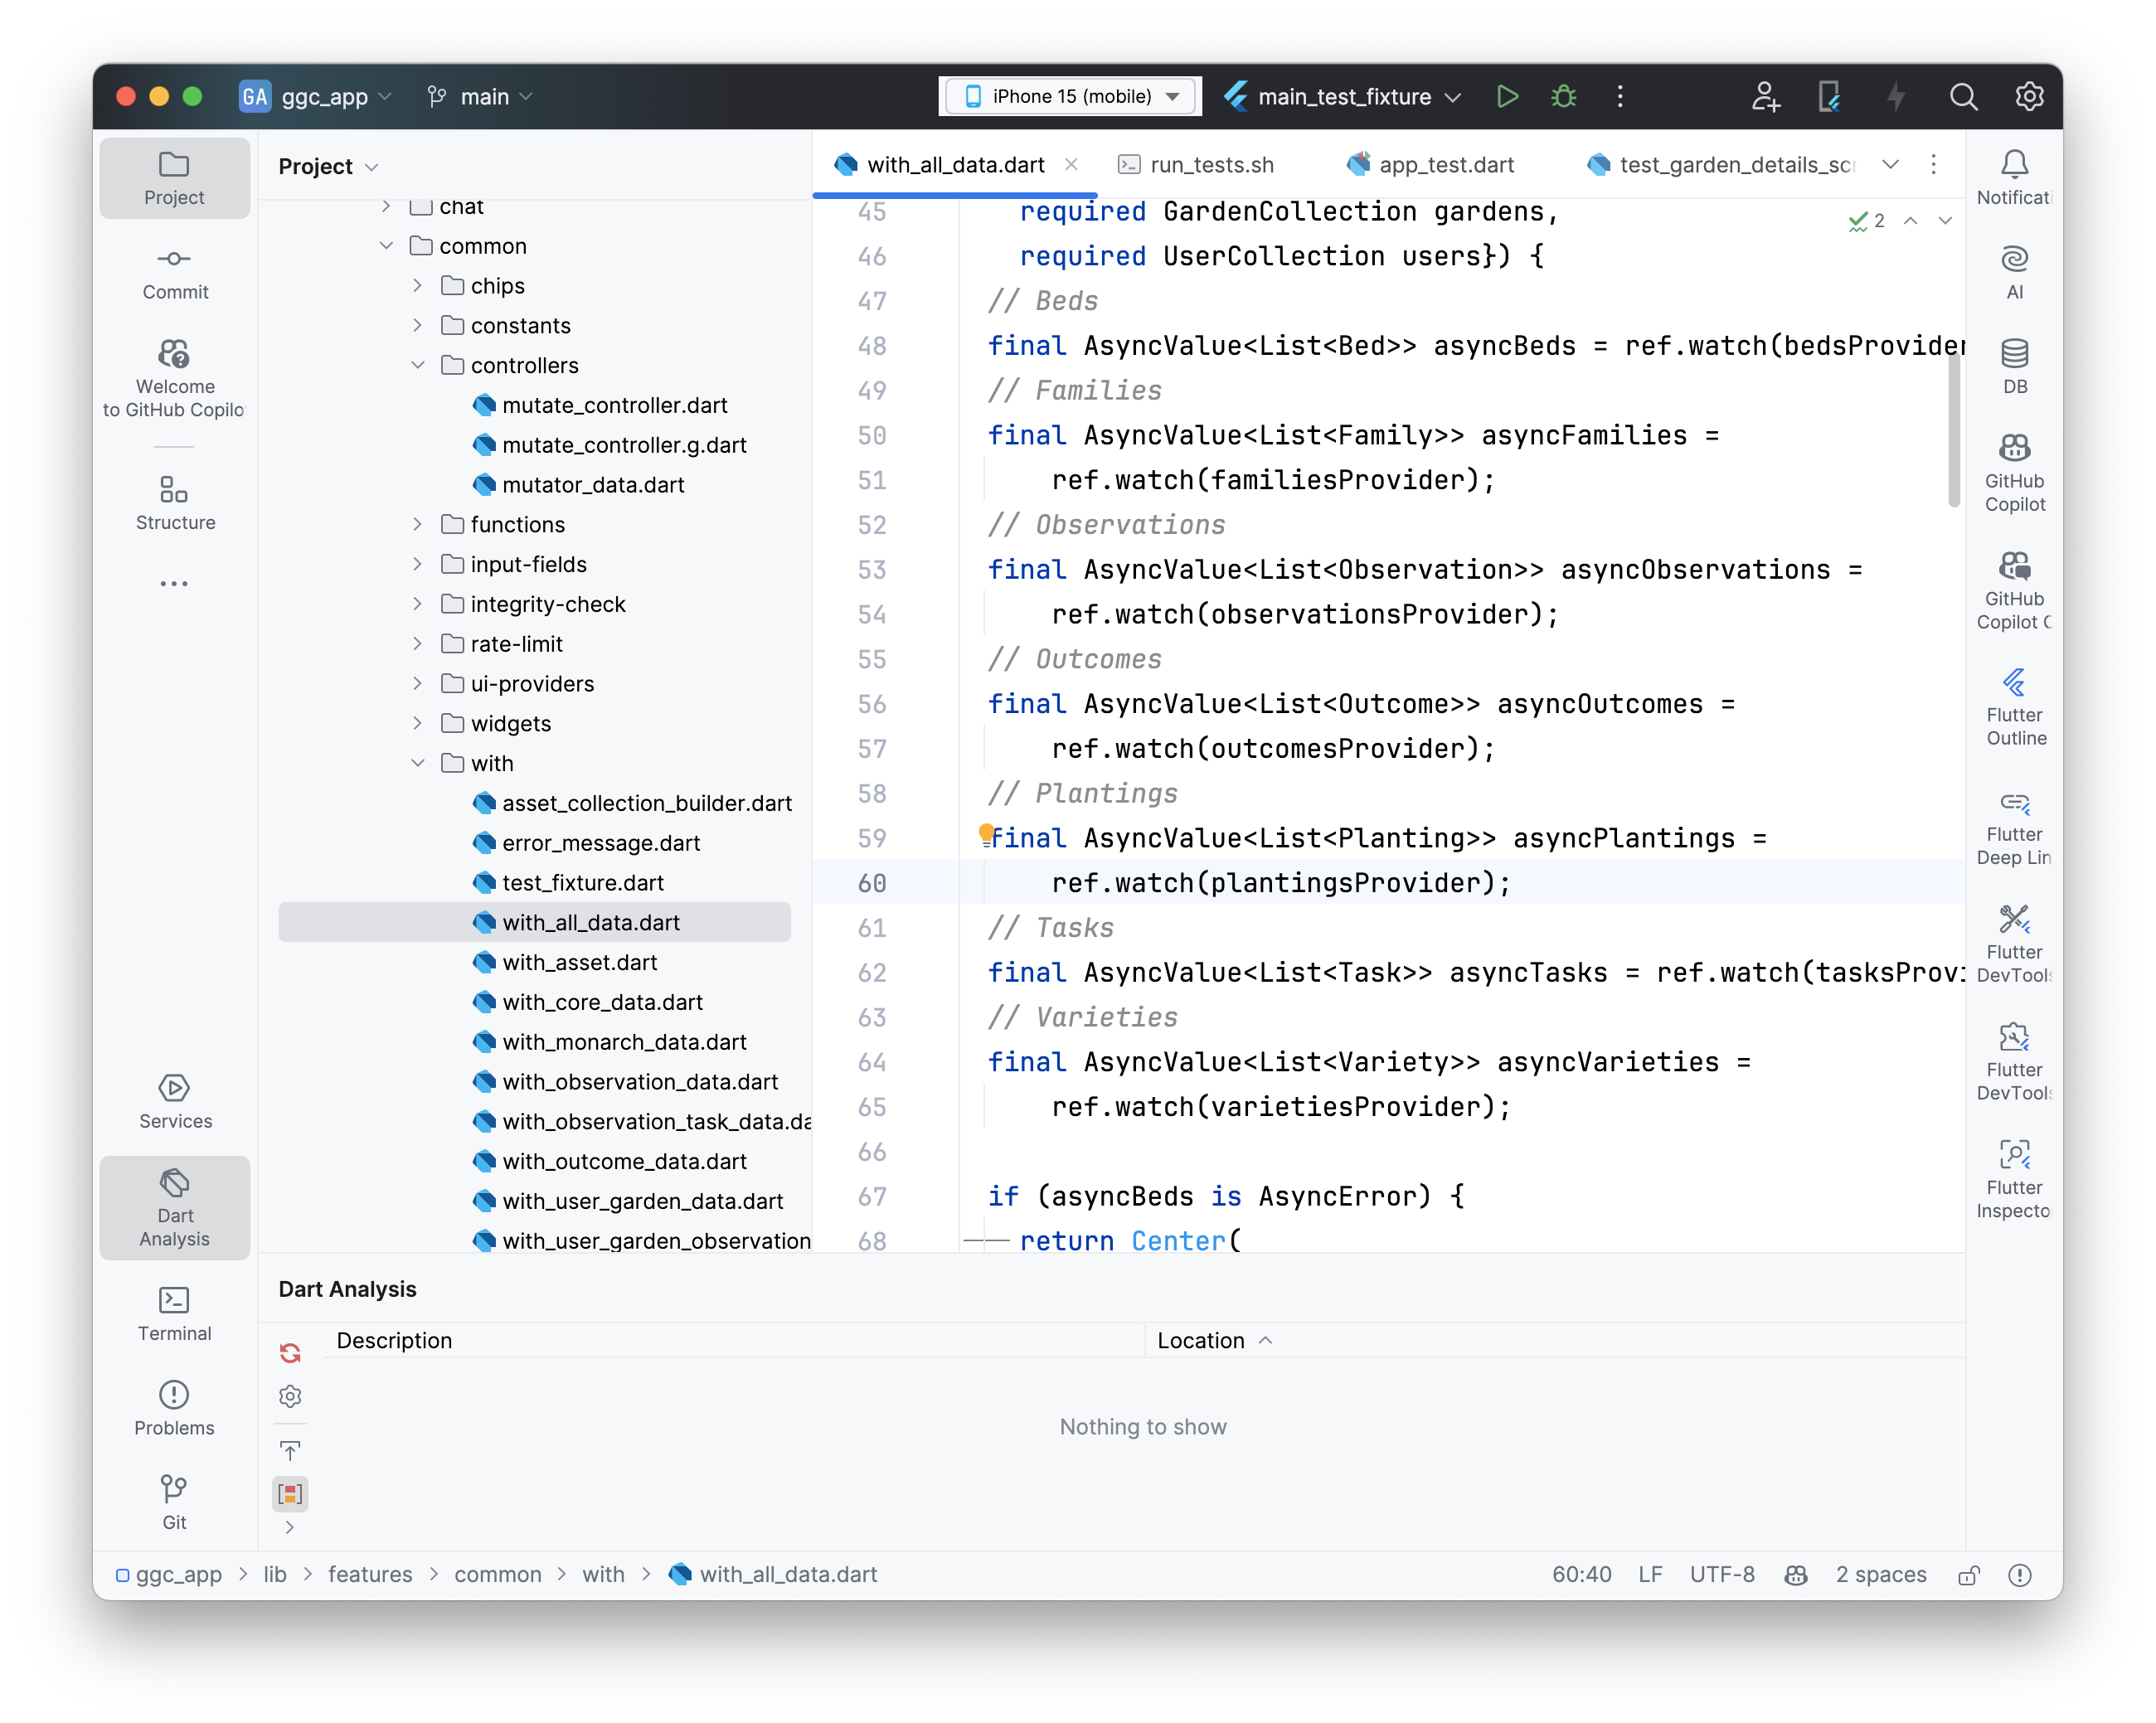 GA ggc_app main iPhone 15 (mobile) main_test_fixture
Project
Commit
Welcome
to GitHub Copilo
Structure
Services
Dart
Analysis
Terminal
Problems
Git
Project
chat
common
chips
constants
controllers
mutate_controller.dart
mutate_controller.g.dart
mutator_data.dart
functions
input-fields
integrity-check
rate-limit
ui-providers
widgets
with
asset_collection_builder.dart
error_message.dart
test_fixture.dart
with_all_data.dart
with_asset.dart
with_core_data.dart
with_monarch_data.dart
with_observation_data.dart
with_observation_task_data.da
with_outcome_data.dart
with_user_garden_data.dart
with_user_garden_observation
with_all_data.dart run_tests.sh app_test.dart test_garden_details_scr
2
45 required GardenCollection gardens,
46 required UserCollection users}) {
47 // Beds
48 final AsyncValue<List<Bed>> asyncBeds = ref.watch(bedsProvider
49 // Families
50 final AsyncValue<List<Family>> asyncFamilies =
51 ref.watch(familiesProvider);
52 // Observations
53 final AsyncValue<List<Observation>> asyncObservations =
54 ref.watch(observationsProvider);
55 // Outcomes
56 final AsyncValue<List<Outcome>> asyncOutcomes =
57 ref.watch(outcomesProvider);
58 // Plantings
59 final AsyncValue<List<Planting>> asyncPlantings =
60 ref.watch(plantingsProvider);
61 // Tasks
62 final AsyncValue<List<Task>> asyncTasks = ref.watch(tasksProvi
63 // Varieties
64 final AsyncValue<List<Variety>> asyncVarieties =
65 ref.watch(varietiesProvider);
66
67 if (asyncBeds is AsyncError) {
68 return Center(
Notificati
AI
DB
GitHub
Copilot
GitHub
Copilot C
Flutter
Outline
Flutter
Deep Lin
Flutter
DevTools
Flutter
DevTools
Flutter
Inspecto
Dart Analysis
Description Location
Nothing to show
ggc_app > lib > features > common > with > with_all_data.dart 60:40 LF UTF-8 2 spaces